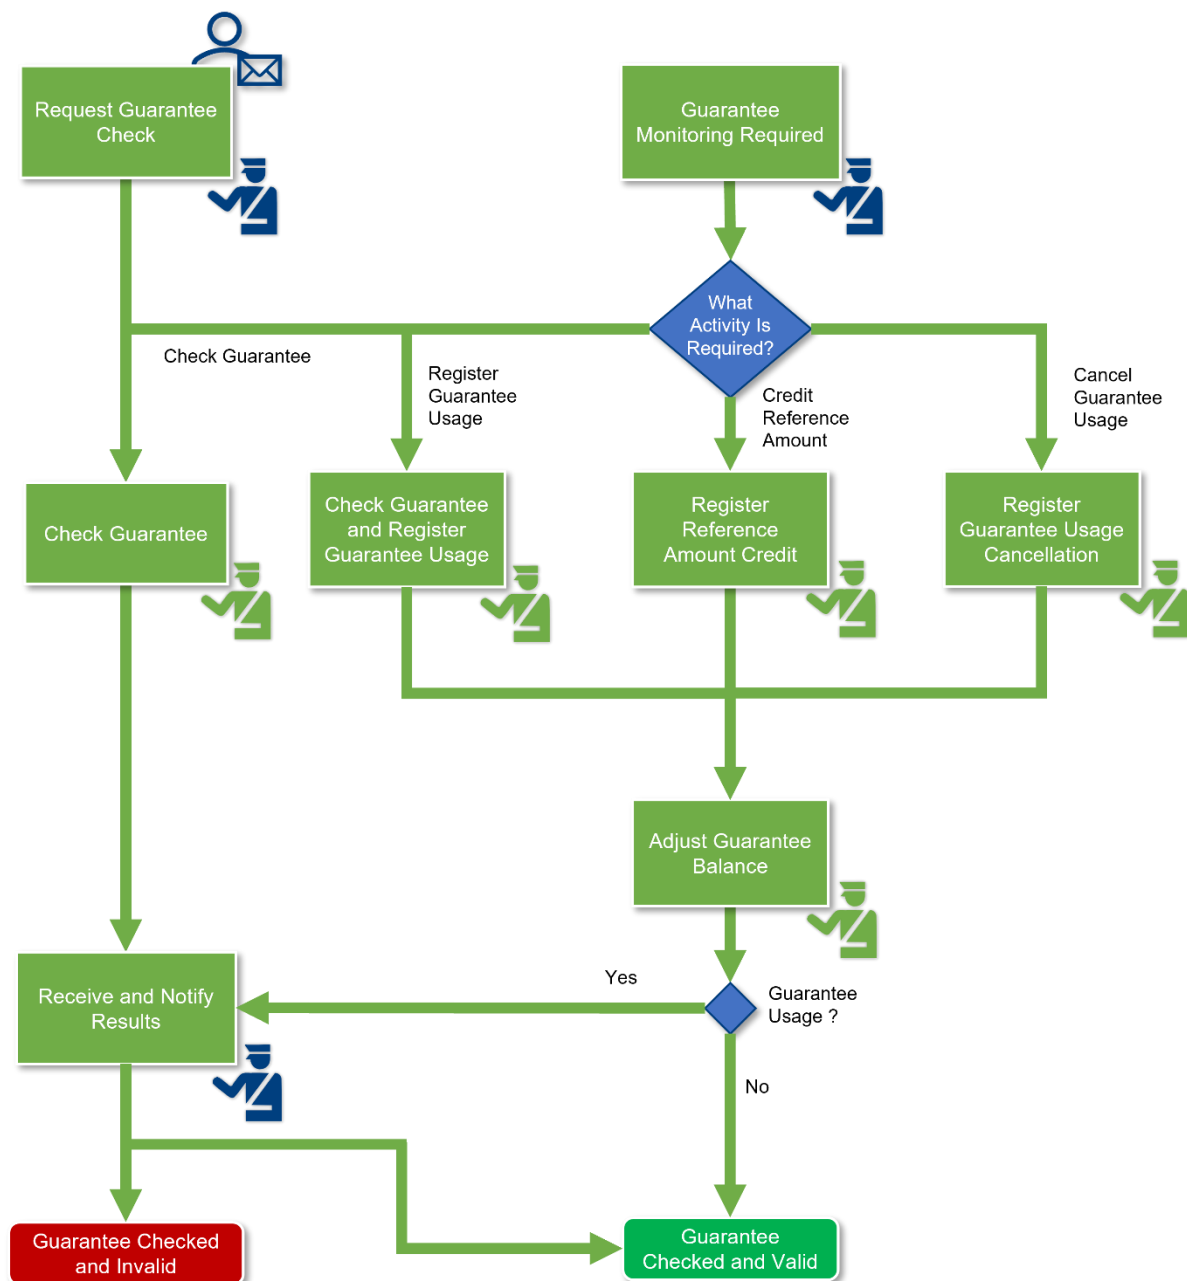 Request Guarantee
Check
Guarantee
Monitoring Required
What
Activity Is
Required?
Check Guarantee
Register
Guarantee
Usage
Credit
Reference
Amount
Cancel
Guarantee
Usage
Check Guarantee
Check Guarantee
and Register
Guarantee Usage
Register
Reference
Amount Credit
Register
Guarantee Usage
Cancellation
Adjust Guarantee
Balance
Receive and Notify
Results
Yes
Guarantee
Usage ?
No
Guarantee Checked
and Invalid
Guarantee
Checked and Valid